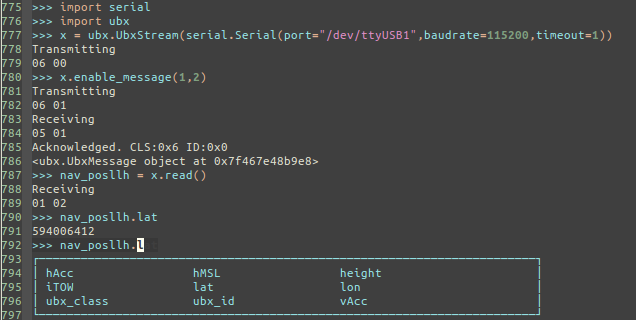 775 >>> import serial
776 >>> import ubx
777 >>> x = ubx.UbxStream(serial.Serial(port="/dev/ttyUSB1",baudrate=115200,timeout=1))
778 Transmitting
779 06 00
780 >>> x.enable_message(1,2)
781 Transmitting
782 06 01
783 Receiving
784 05 01
785 Acknowledged. CLS:0x6 ID:0x0
786 <ubx.UbxMessage object at 0x7f467e48b9e8>
787 >>> nav_posllh = x.read()
788 Receiving
789 01 02
790 >>> nav_posllh.lat
791 594006412
792 >>> nav_posllh.l
793
794 hAcc hMSL height
795 iTOW lat lon
796 ubx_class ubx_id vAcc
797